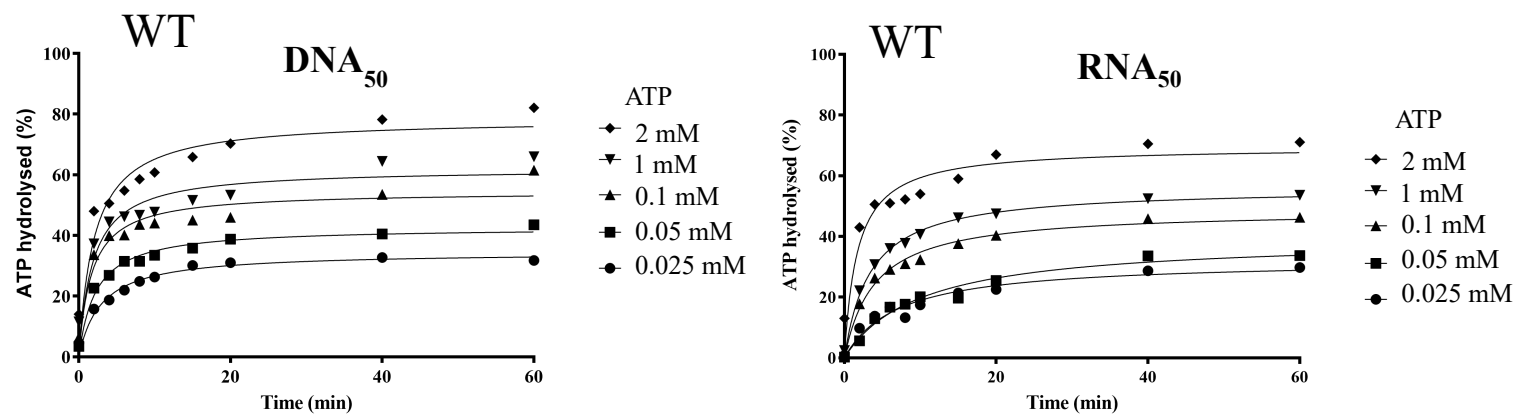 WT
DNA50
ATP hydrolysed (%)
100
80
60
40
20
0
0 20 40 60
Time (min)
ATP
2 mM
1 mM
0.1 mM
0.05 mM
0.025 mM
WT
RNA50
ATP hydrolysed (%)
100
80
60
40
20
0
0 20 40 60
Time (min)
ATP
2 mM
1 mM
0.1 mM
0.05 mM
0.025 mM